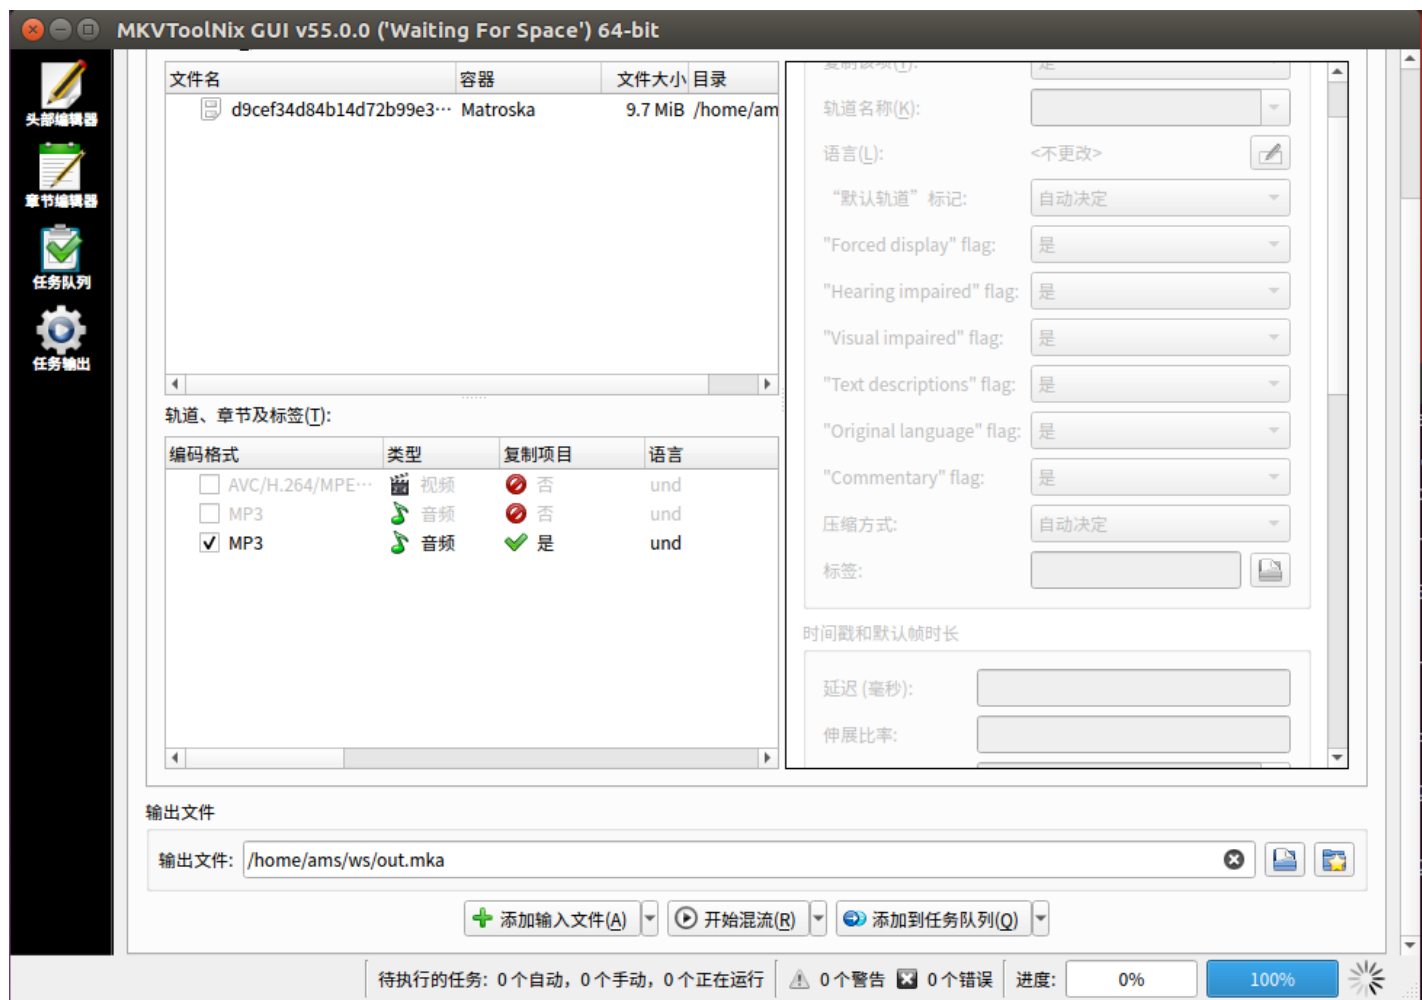 MKVToolNix GUI v55.0.0 ('Waiting For Space') 64-bit
头部编辑器
章节编辑器
任务队列
任务输出
文件名 容器 文件大小 目录
d9cef34d84b14d72b99e3··· Matroska 9.7 MiB /home/am
轨道、章节及标签(T):
编码格式 类型 复制项目 语言
AVC/H.264/MPE··· 视频 否 und
MP3 音频 否 und
MP3 音频 是 und
复制该项(T): 是
轨道名称(K):
语言(L): <不更改>
“默认轨道”标记: 自动决定
"Forced display" flag: 是
"Hearing impaired" flag: 是
"Visual impaired" flag: 是
"Text descriptions" flag: 是
"Original language" flag: 是
"Commentary" flag: 是
压缩方式: 自动决定
标签:
时间戳和默认帧时长
延迟 (毫秒):
伸展比率:
输出文件
输出文件: /home/ams/ws/out.mka
添加输入文件(A) 开始混流(R) 添加到任务队列(Q)
待执行的任务: 0 个自动，0 个手动，0 个正在运行 0 个警告 0 个错误 进度: 0% 100%